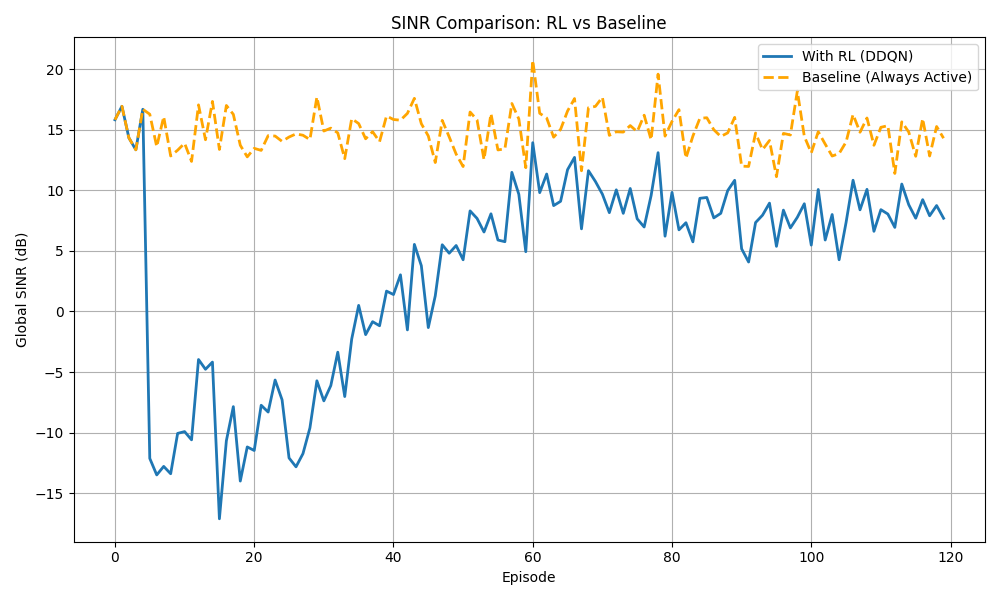 SINR Comparison: RL vs Baseline
With RL (DDQN)
Baseline (Always Active)
Global SINR (dB)
20
15
10
5
0
−5
−10
−15
0 20 40 60 80 100 120
Episode